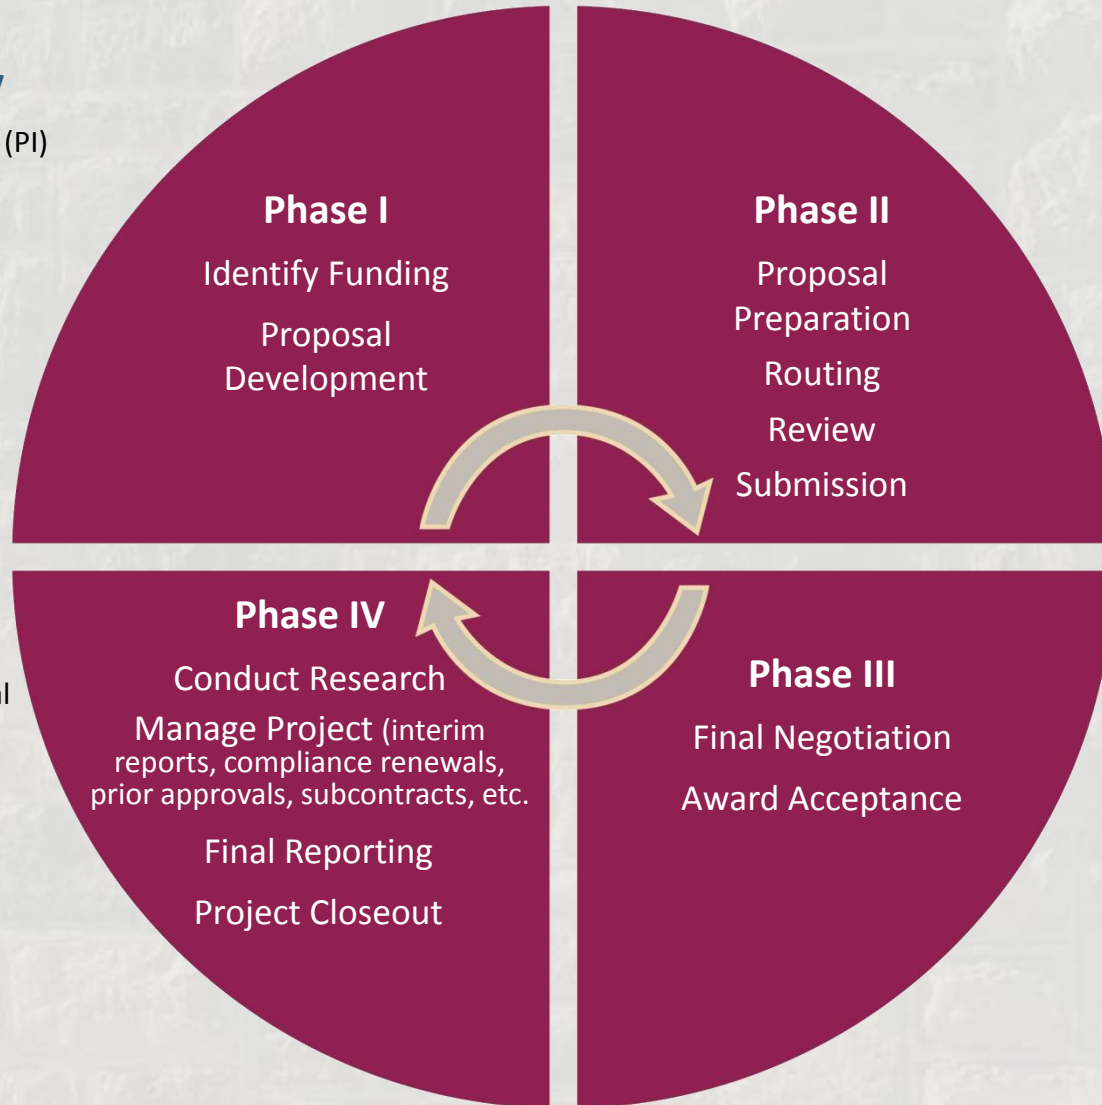 (PI)
Phase I
Identify Funding
Proposal
Development
Phase II
Proposal
Preparation
Routing
Review
Submission
Phase IV
Conduct Research
Manage Project (interim
reports, compliance renewals,
prior approvals, subcontracts, etc.
Final Reporting
Project Closeout
Phase III
Final Negotiation
Award Acceptance